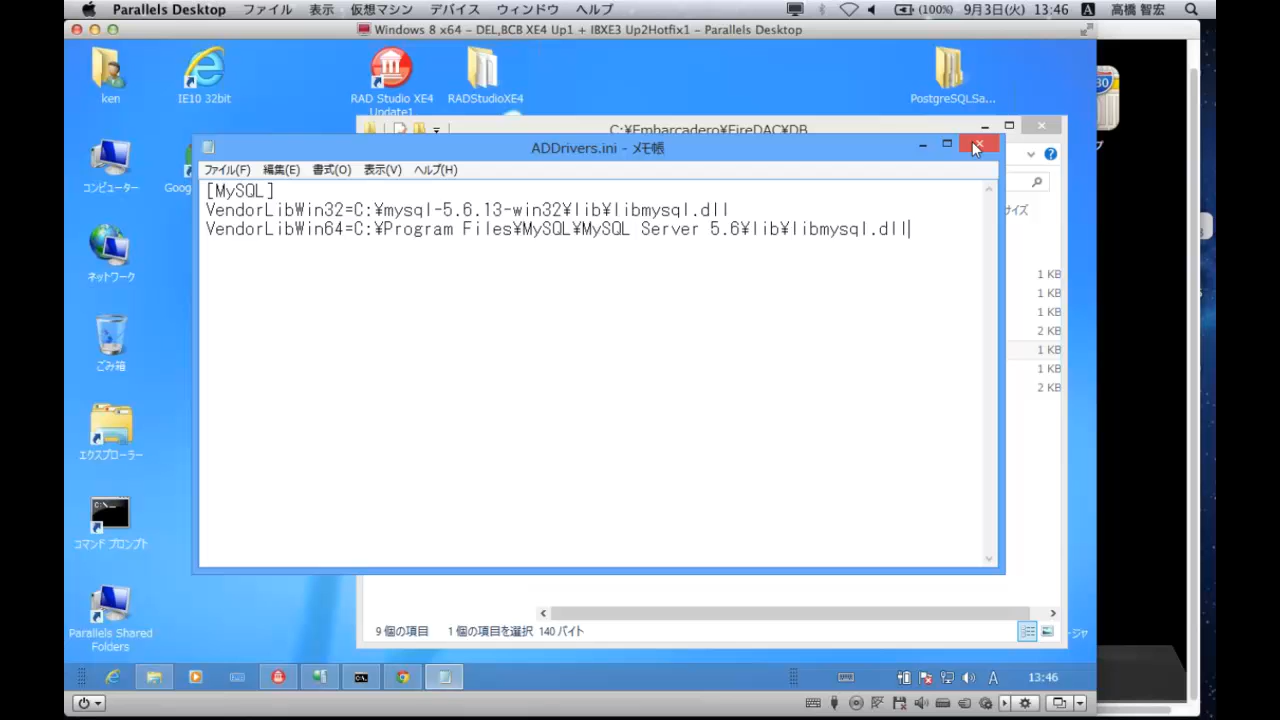 Parallels Desktop ファイル 表示 仮想マシン デバイス ウィンドウ ヘルプ (100%) 9月3日(火) 13:46 A 高橋 智宏
Windows 8 x64 – DEL,BCB XE4 Up1 + IBXE3 Up2Hotfix1 – Parallels Desktop
ken
IE10 32bit
RAD Studio XE4
Update1
RADStudioXE4
PostgreSQLSa...
C:¥Embarcadero¥FireDAC¥DB
ADDrivers.ini - メモ帳
ファイル(F) 編集(E) 書式(O) 表示(V) ヘルプ(H)
[MySQL]
VendorLibWin32=C:¥mysql-5.6.13-win32¥lib¥libmysql.dll
VendorLibWin64=C:¥Program Files¥MySQL¥MySQL Server 5.6¥lib¥libmysql.dll
コンピューター
Goog
イズ
プ
ネットワーク
1 KB
1 KB
1 KB
2 KB
1 KB
1 KB
2 KB
ごみ箱
エクスプローラー
コマンド プロンプト
Parallels Shared
Folders
9 個の項目 1 個の項目を選択 140 バイト
ージャ
A 13:46